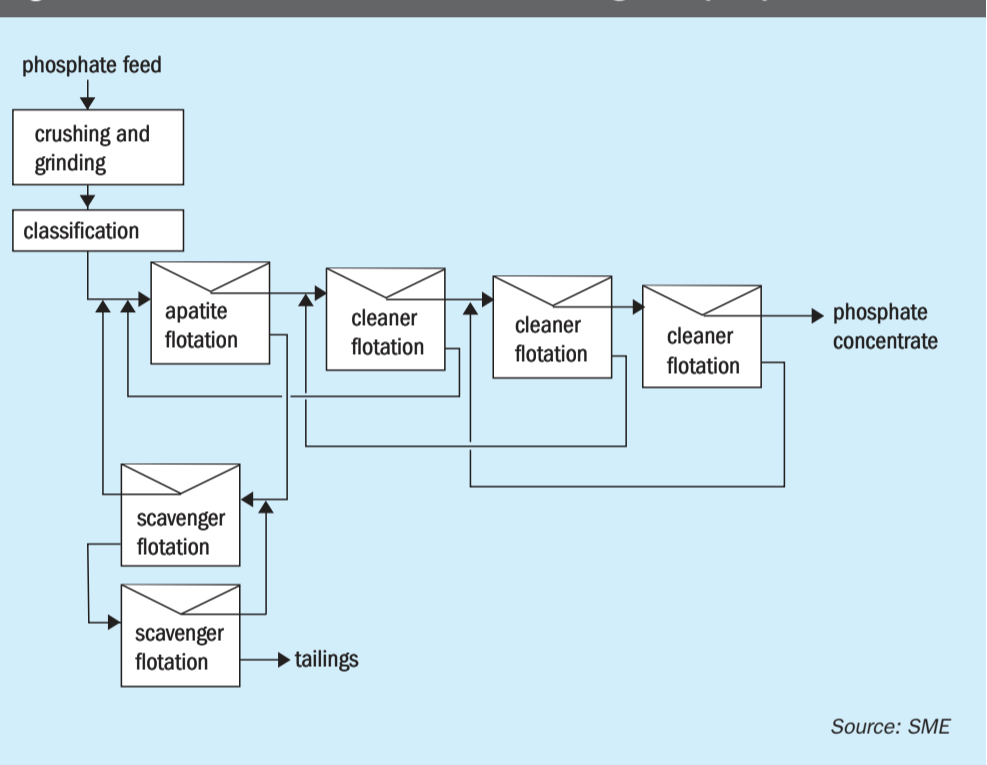 phosphate feed
crushing and
grinding
classification
apatite
flotation
cleaner
flotation
cleaner
flotation
cleaner
flotation
phosphate
concentrate
scavenger
flotation
scavenger
flotation
tailings
Source: SME